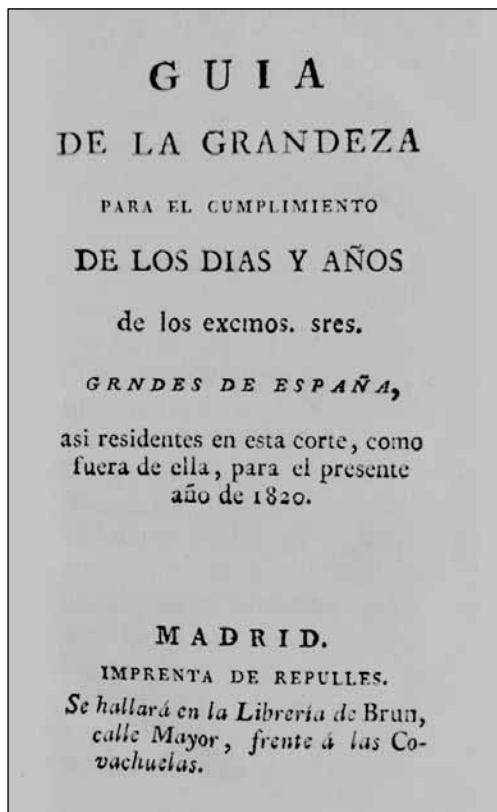 GUIA
DE LA GRANDEZA
PARA EL CUMPLIMIENTO
DE LOS DIAS Y AÑOS
de los excmos. sres.
GRNDES DE ESPAÑA,
asi residentes en esta corte, como
fuera de ella, para el presente
año de 1820.
MADRID.
IMPRENTA DE REPULLES.
Se hallará en la Librería de Brun,
calle Mayor, frente á las Co-
vachuelas.